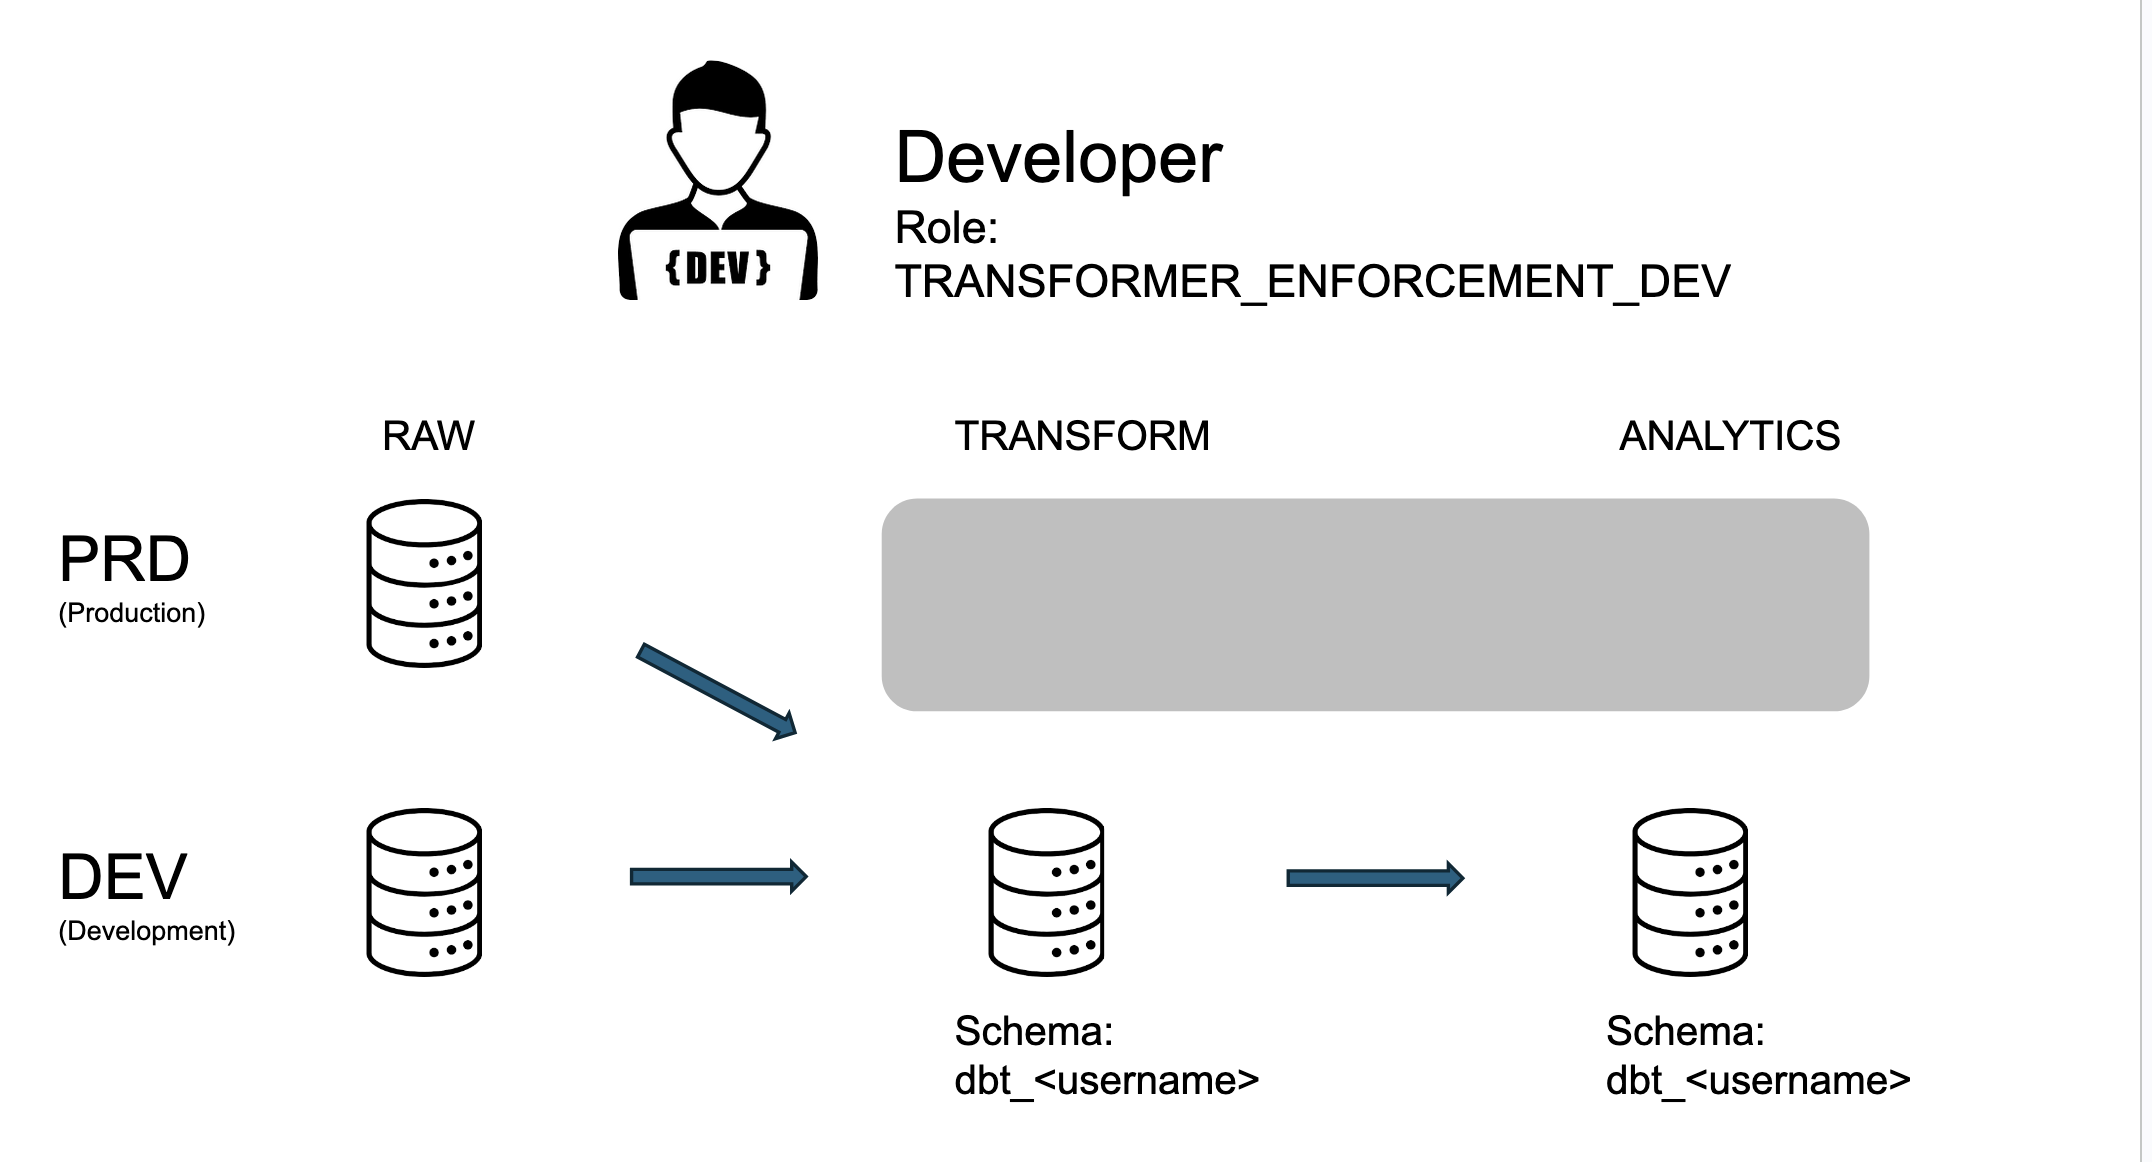 {DEV}
Developer
Role:
TRANSFORMER_ENFORCEMENT_DEV
RAW
TRANSFORM
ANALYTICS
PRD
(Production)
DEV
(Development)
Schema:
dbt_<username>
Schema:
dbt_<username>